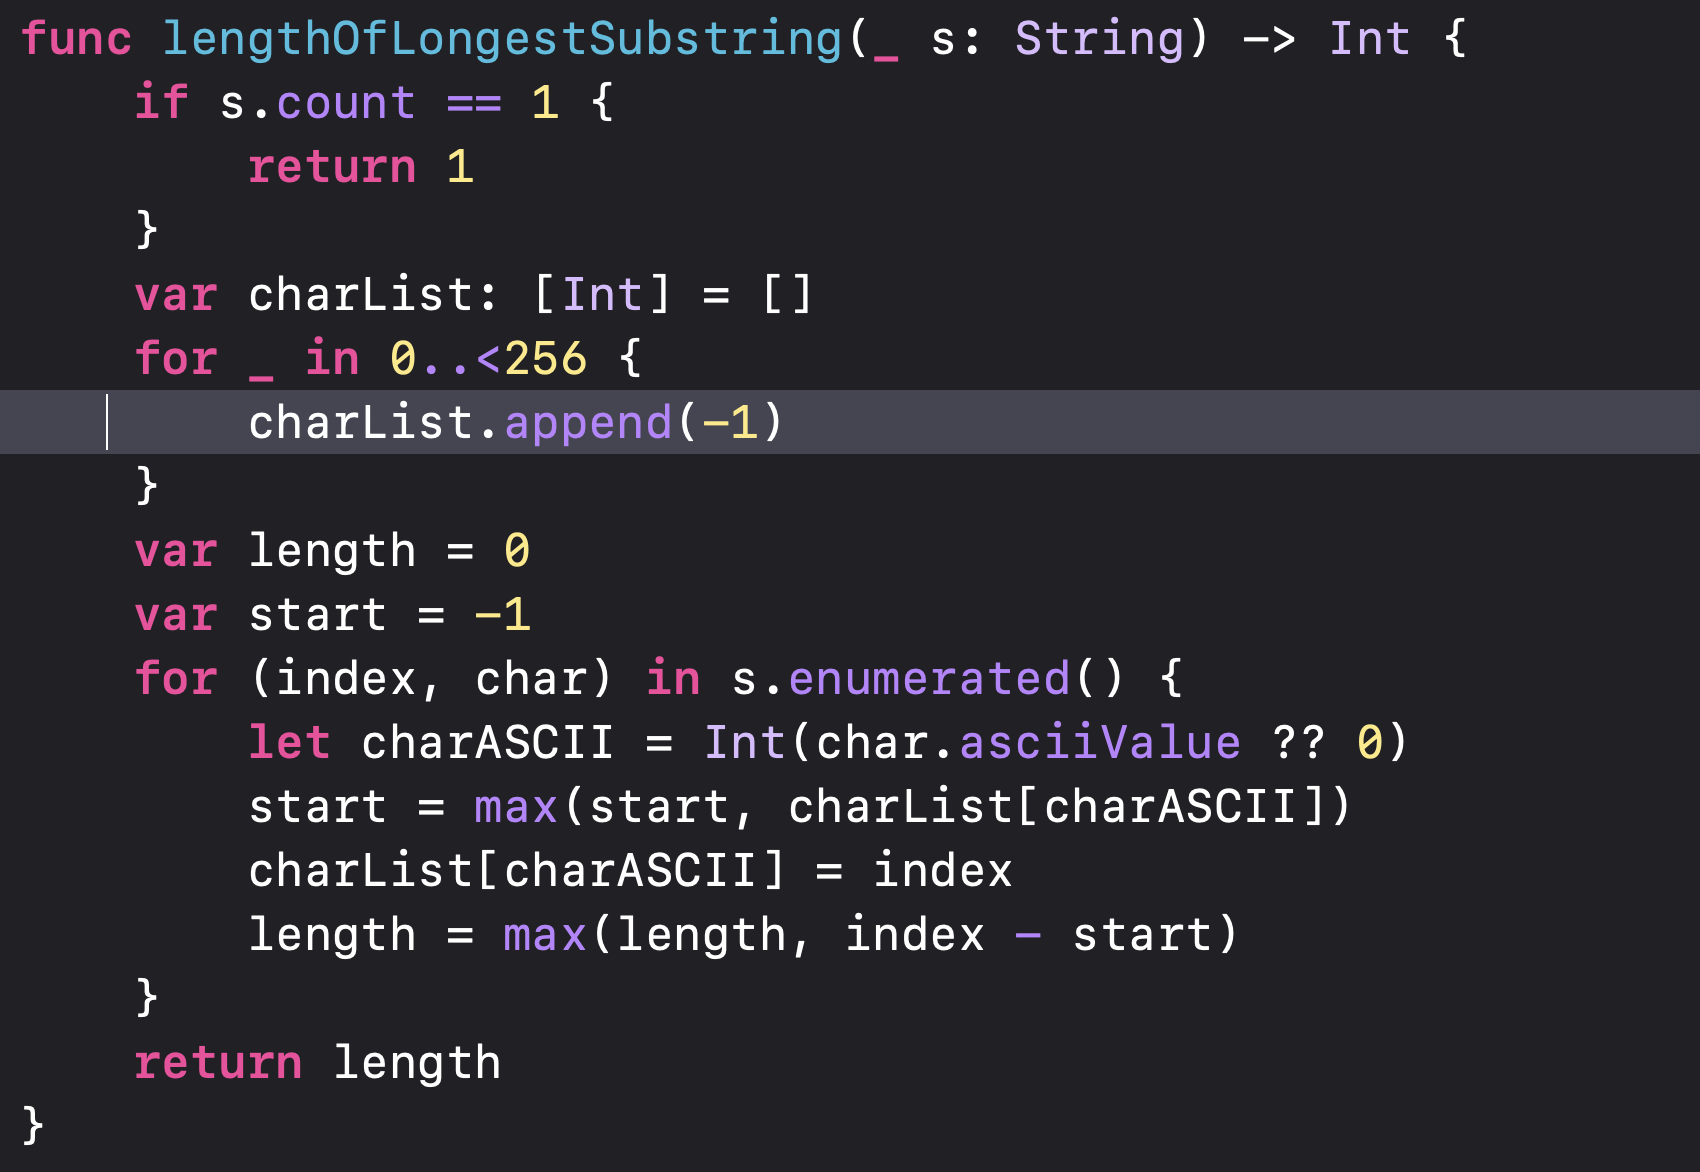 func lengthOfLongestSubstring(_ s: String) -> Int {
    if s.count == 1 {
        return 1
    }
    var charList: [Int] = []
    for _ in 0..<256 {
        charList.append(-1)
    }
    var length = 0
    var start = -1
    for (index, char) in s.enumerated() {
        let charASCII = Int(char.asciiValue ?? 0)
        start = max(start, charList[charASCII])
        charList[charASCII] = index
        length = max(length, index - start)
    }
    return length
}